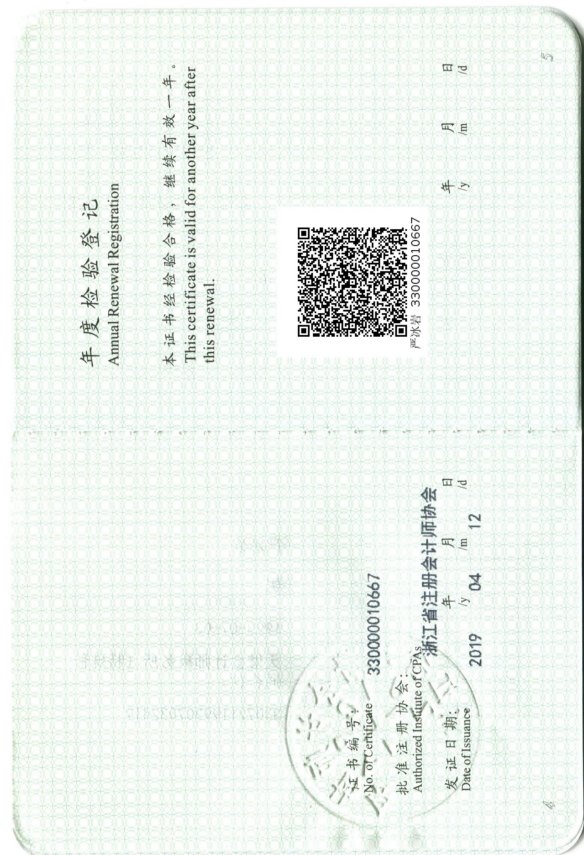 年度检验登记
Annual Renewal Registration
本证书经检验合格，继续有效一年。
This certificate is valid for another year after
this renewal.
严冰岩 330000010667
年 月 日
/y /m /d
5
证书编号：
No. of Certificate
330000010667
批准注册协会：
Authorized Institute of CPAs
浙江省注册会计师协会
发证日期：
Date of Issuance
2019 年 04 月 12 日
/y /m /d
4